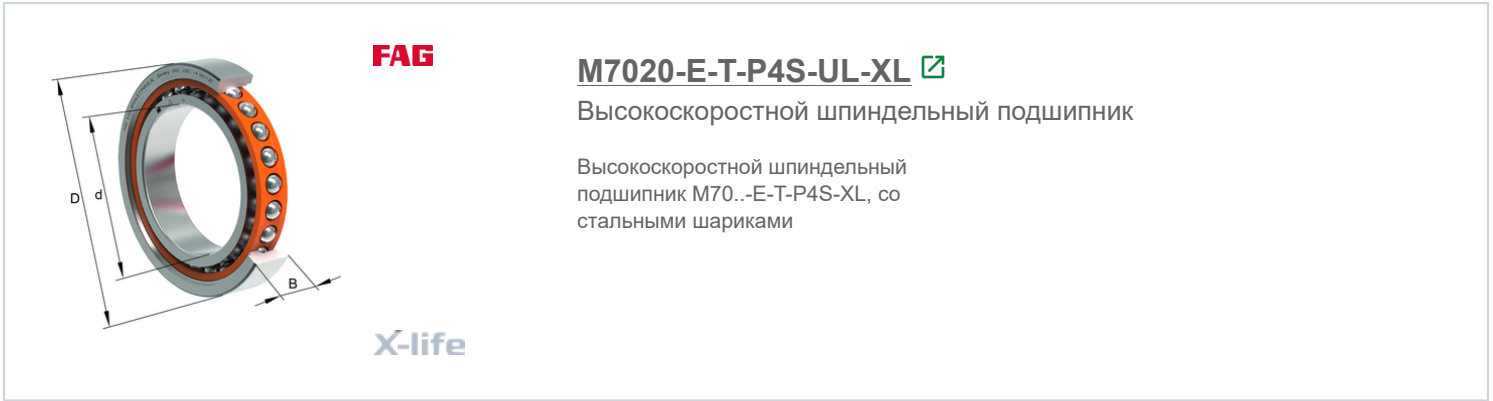 FAG
M7020-E-T-P4S-UL-XL
Высокоскоростной шпиндельный подшипник
Высокоскоростной шпиндельный
подшипник M70..-E-T-P4S-XL, со
стальными шариками
D
d
B
X-life